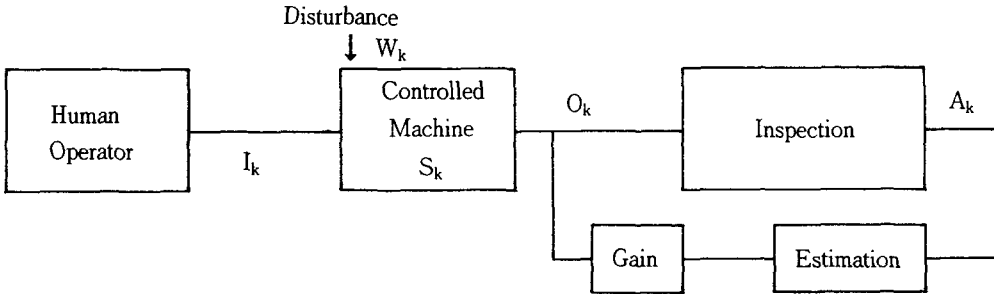 Disturbance
W_k
Human
Operator
I_k
Controlled
Machine
S_k
O_k
Inspection
A_k
Gain
Estimation